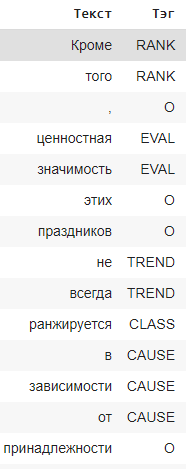 Текст Тэг
Кроме RANK
того RANK
, O
ценностная EVAL
значимость EVAL
этих O
праздников O
не TREND
всегда TREND
ранжируется CLASS
в CAUSE
зависимости CAUSE
от CAUSE
принадлежности O